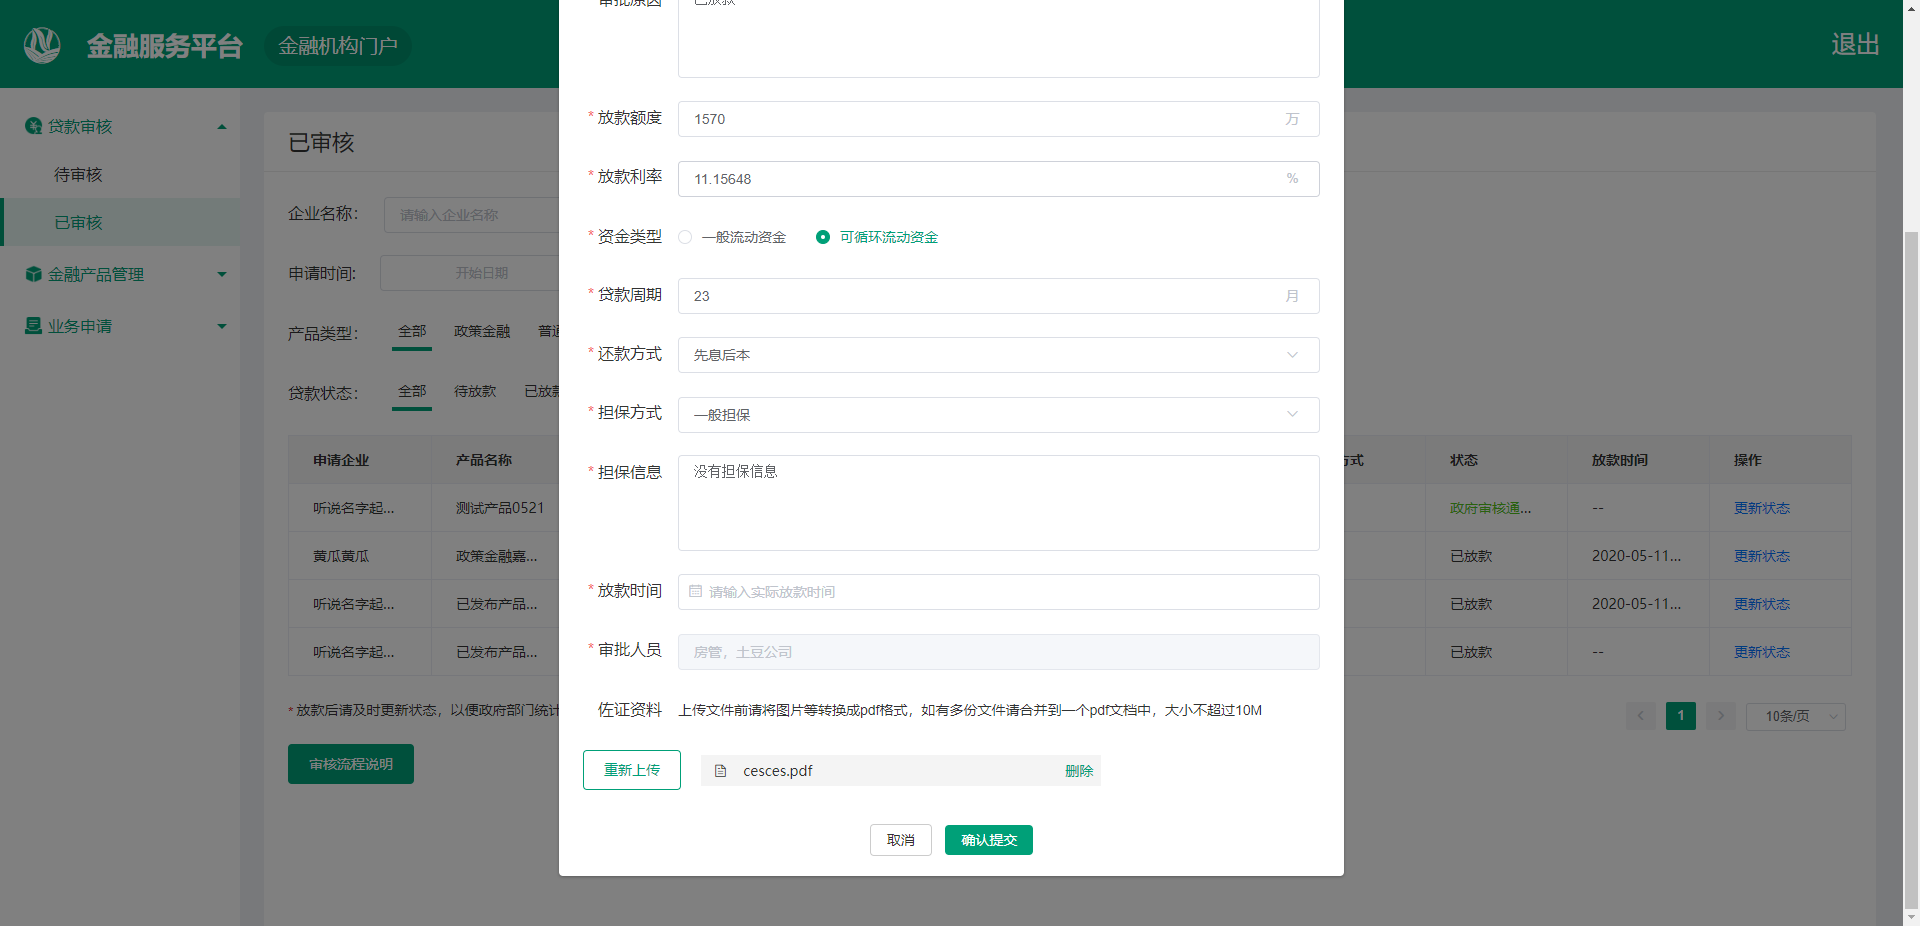 金融服务平台
金融机构门户
退出
贷款审核
待审核
已审核
金融产品管理
业务申请
已审核
企业名称：
请输入企业名称
申请时间:
开始日期
产品类型：
全部
政策金融
贷款状态：
全部
待放款
已放款
申请企业
产品名称
状态
放款时间
操作
听说名字起...
测试产品0521
政府审核通...
--
更新状态
黄瓜黄瓜
政策金融嘉...
已放款
2020-05-11...
更新状态
听说名字起...
已发布产品...
已放款
2020-05-11...
更新状态
听说名字起...
已发布产品...
已放款
--
更新状态
* 放款后请及时更新状态，以便政府部门统计
1
10条/页
审核流程说明
审批原因
已放款
* 放款额度
1570
万
* 放款利率
11.15648
%
* 资金类型
一般流动资金
可循环流动资金
* 贷款周期
23
月
* 还款方式
先息后本
* 担保方式
一般担保
* 担保信息
没有担保信息
* 放款时间
请输入实际放款时间
* 审批人员
房管，土豆公司
佐证资料
上传文件前请将图片等转换成pdf格式，如有多份文件请合并到一个pdf文档中，大小不超过10M
重新上传
cesces.pdf
删除
取消
确认提交